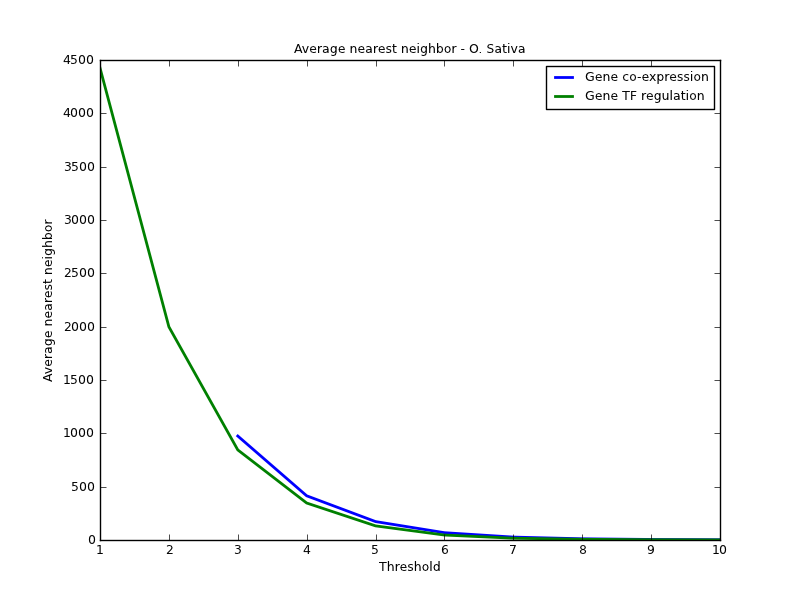 Average nearest neighbor - O. Sativa
Gene co-expression
Gene TF regulation
Average nearest neighbor
4500
4000
3500
3000
2500
2000
1500
1000
500
0
1 2 3 4 5 6 7 8 9 10
Threshold